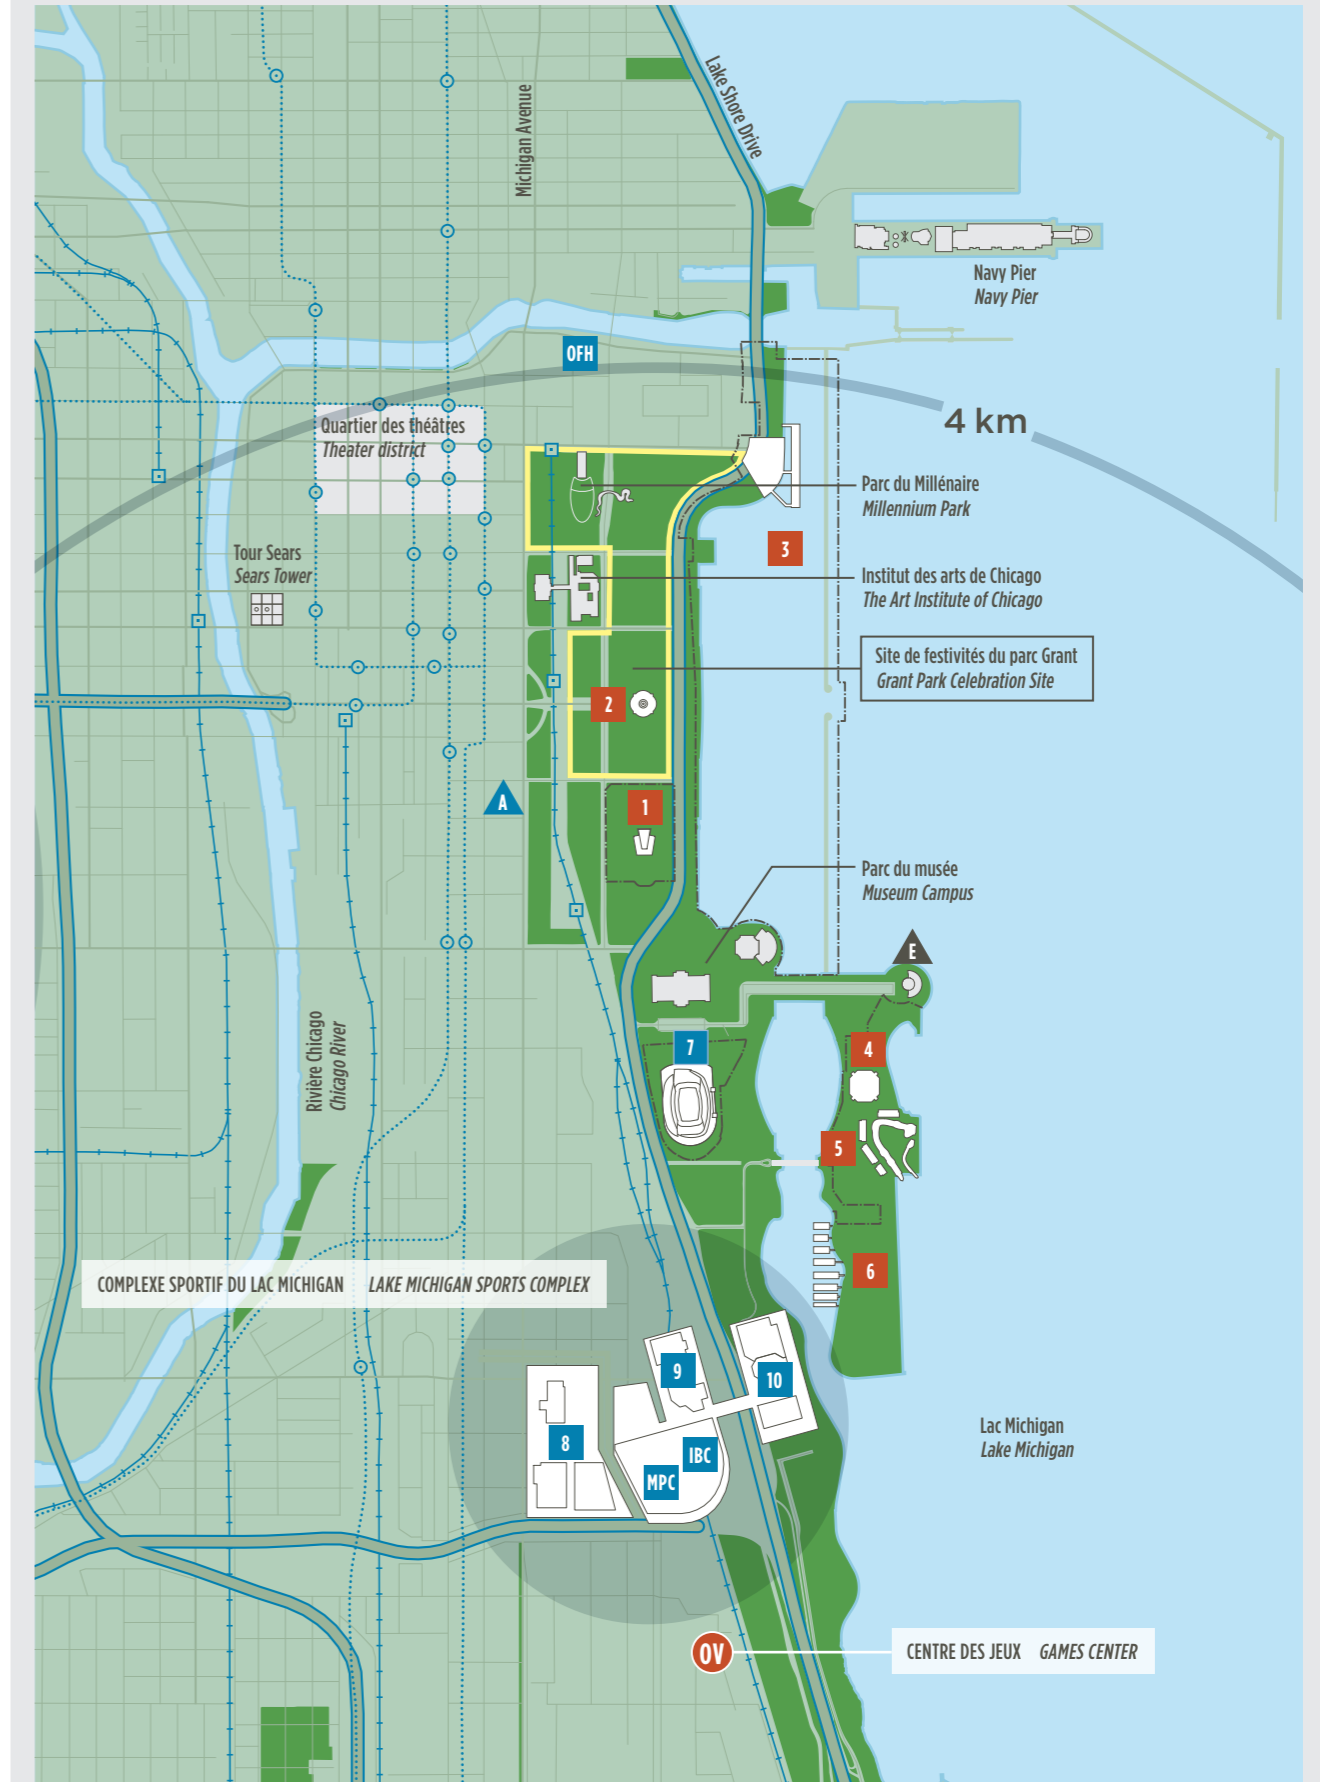 Lake Shore Drive
Michigan Avenue
Navy Pier
Navy Pier
OFH
4 km
Quartier des théâtres
Theater district
Parc du Millénaire
Millennium Park
3
Tour Sears
Sears Tower
Institut des arts de Chicago
The Art Institute of Chicago
Site de festivités du parc Grant
Grant Park Celebration Site
2
A
1
Parc du musée
Museum Campus
E
Rivière Chicago
Chicago River
7
4
5
6
COMPLEXE SPORTIF DU LAC MICHIGAN LAKE MICHIGAN SPORTS COMPLEX
9
10
8
IBC
MPC
Lac Michigan
Lake Michigan
OV
CENTRE DES JEUX GAMES CENTER